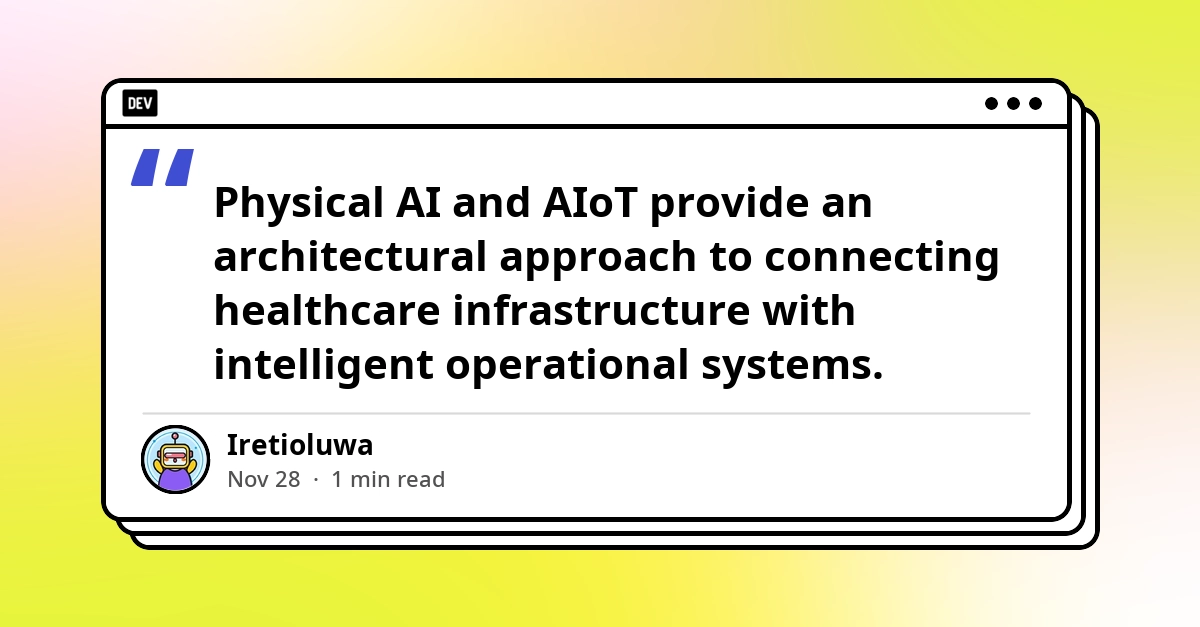 DEV
“
Physical AI and AIoT provide an
architectural approach to connecting
healthcare infrastructure with
intelligent operational systems.
Iretioluwa
Nov 28 · 1 min read